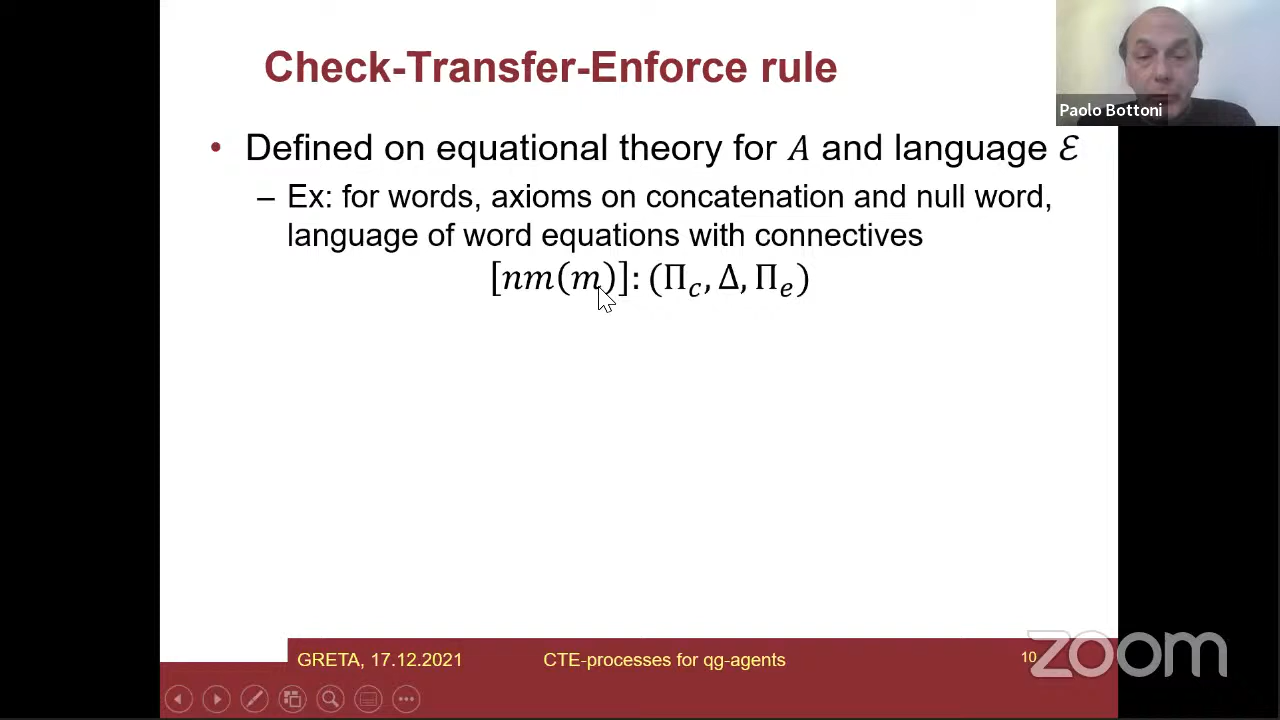 Check-Transfer-Enforce rule
Paolo Bottoni
• Defined on equational theory for A and language ℰ
– Ex: for words, axioms on concatenation and null word,
language of word equations with connectives
[nm(m)]: (Π_c, Δ, Π_e)
GRETA, 17.12.2021
CTE-processes for qg-agents
10
zoom